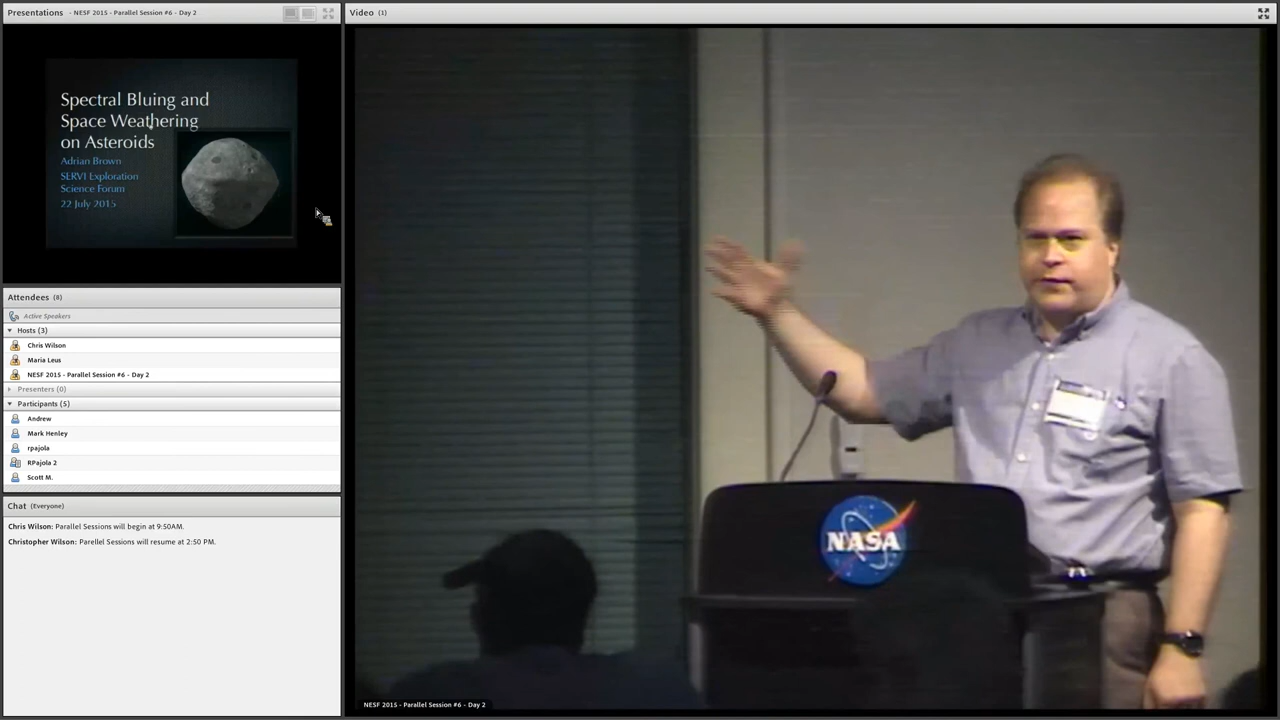 Presentations - NESF 2015 - Parallel Session #6 - Day 2
Spectral Bluing and
Space Weathering
on Asteroids
Adrian Brown
SERVI Exploration
Science Forum
22 July 2015
Attendees (8)
Active Speakers
Hosts (3)
Chris Wilson
Maria Leus
NESF 2015 - Parallel Session #6 - Day 2
Presenters (0)
Participants (5)
Andrew
Mark Henley
rpajola
RPajola 2
Scott M.
Chat (Everyone)
Chris Wilson: Parallel Sessions will begin at 9:50AM.
Christopher Wilson: Parellel Sessions will resume at 2:50 PM.
Video (1)
NASA
NESF 2015 - Parallel Session #6 - Day 2